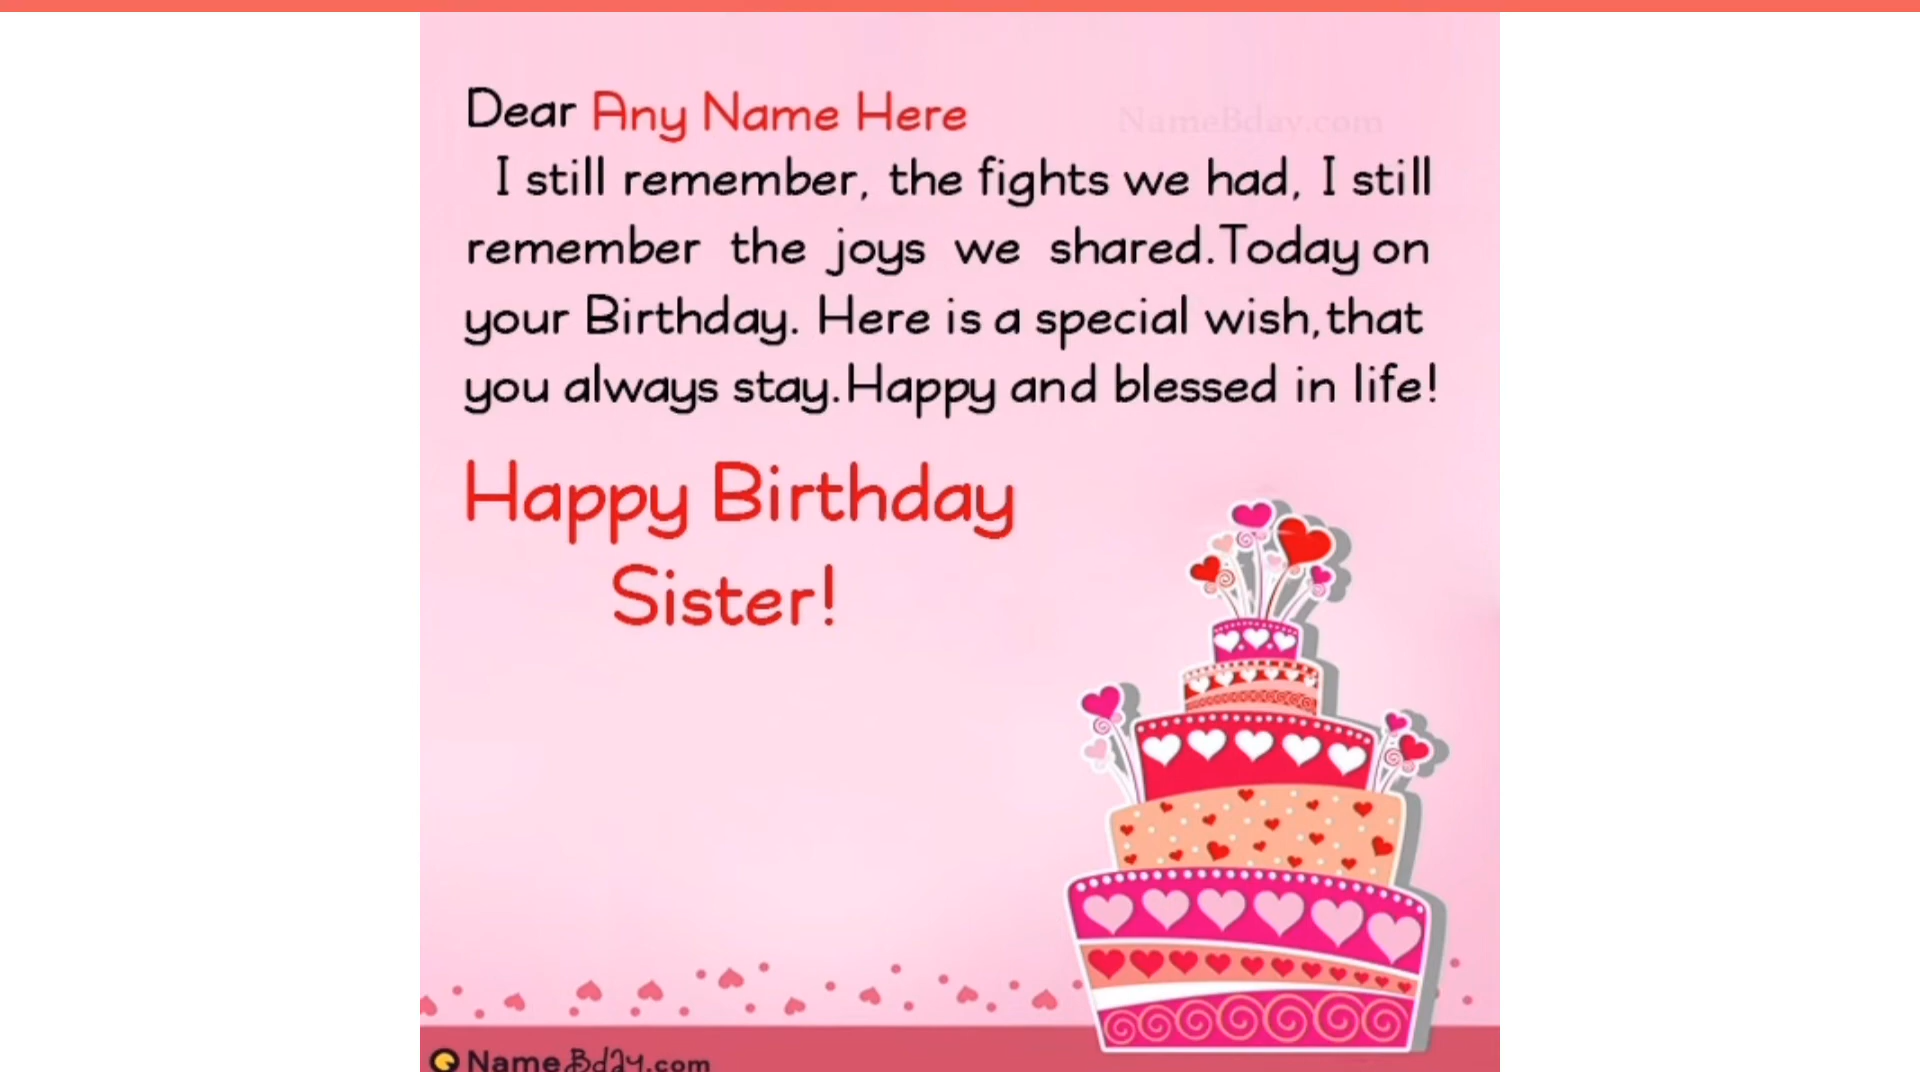 Dear Any Name Here
NameBday.com
I still remember, the fights we had, I still
remember the joys we shared.Today on
your Birthday. Here is a special wish,that
you always stay.Happy and blessed in life!
Happy Birthday
Sister!
NameBday.com